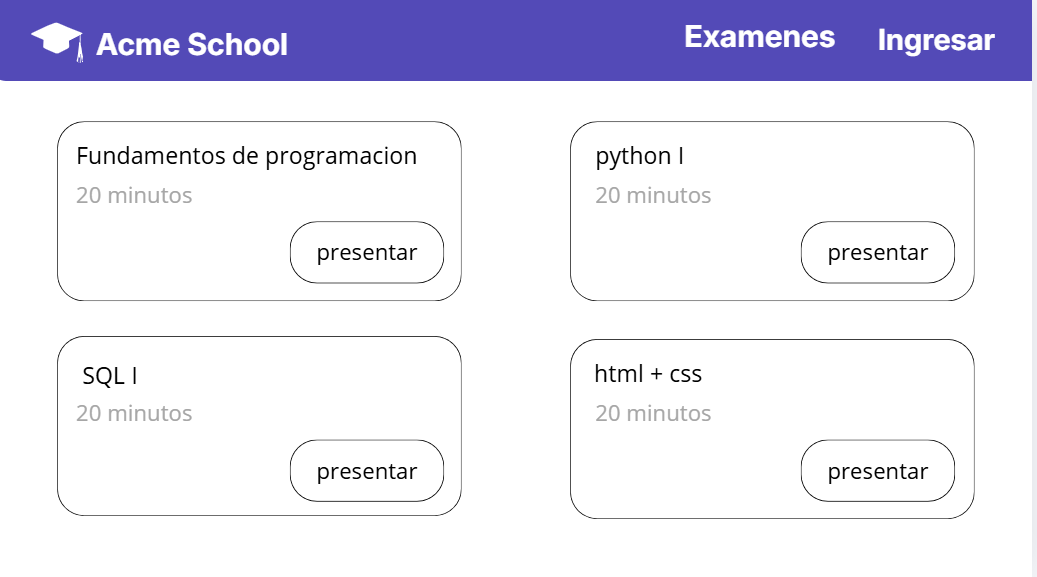 Acme School
Examenes
Ingresar
Fundamentos de programacion
20 minutos
presentar
python I
20 minutos
presentar
SQL I
20 minutos
presentar
html + css
20 minutos
presentar